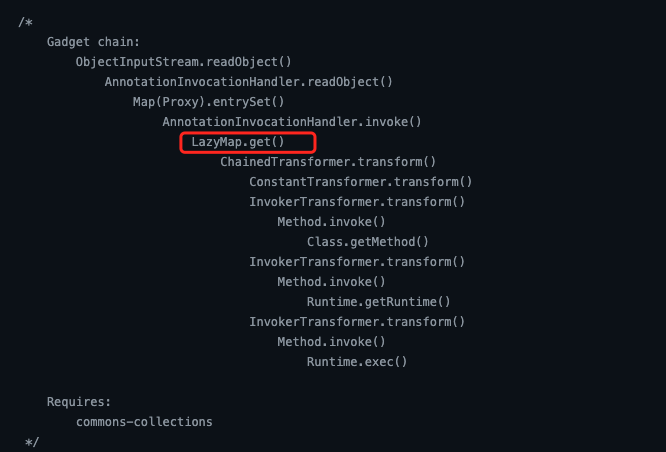 /*
Gadget chain:
ObjectInputStream.readObject()
AnnotationInvocationHandler.readObject()
Map(Proxy).entrySet()
AnnotationInvocationHandler.invoke()
LazyMap.get()
ChainedTransformer.transform()
ConstantTransformer.transform()
InvokerTransformer.transform()
Method.invoke()
Class.getMethod()
InvokerTransformer.transform()
Method.invoke()
Runtime.getRuntime()
InvokerTransformer.transform()
Method.invoke()
Runtime.exec()
Requires:
commons-collections
*/